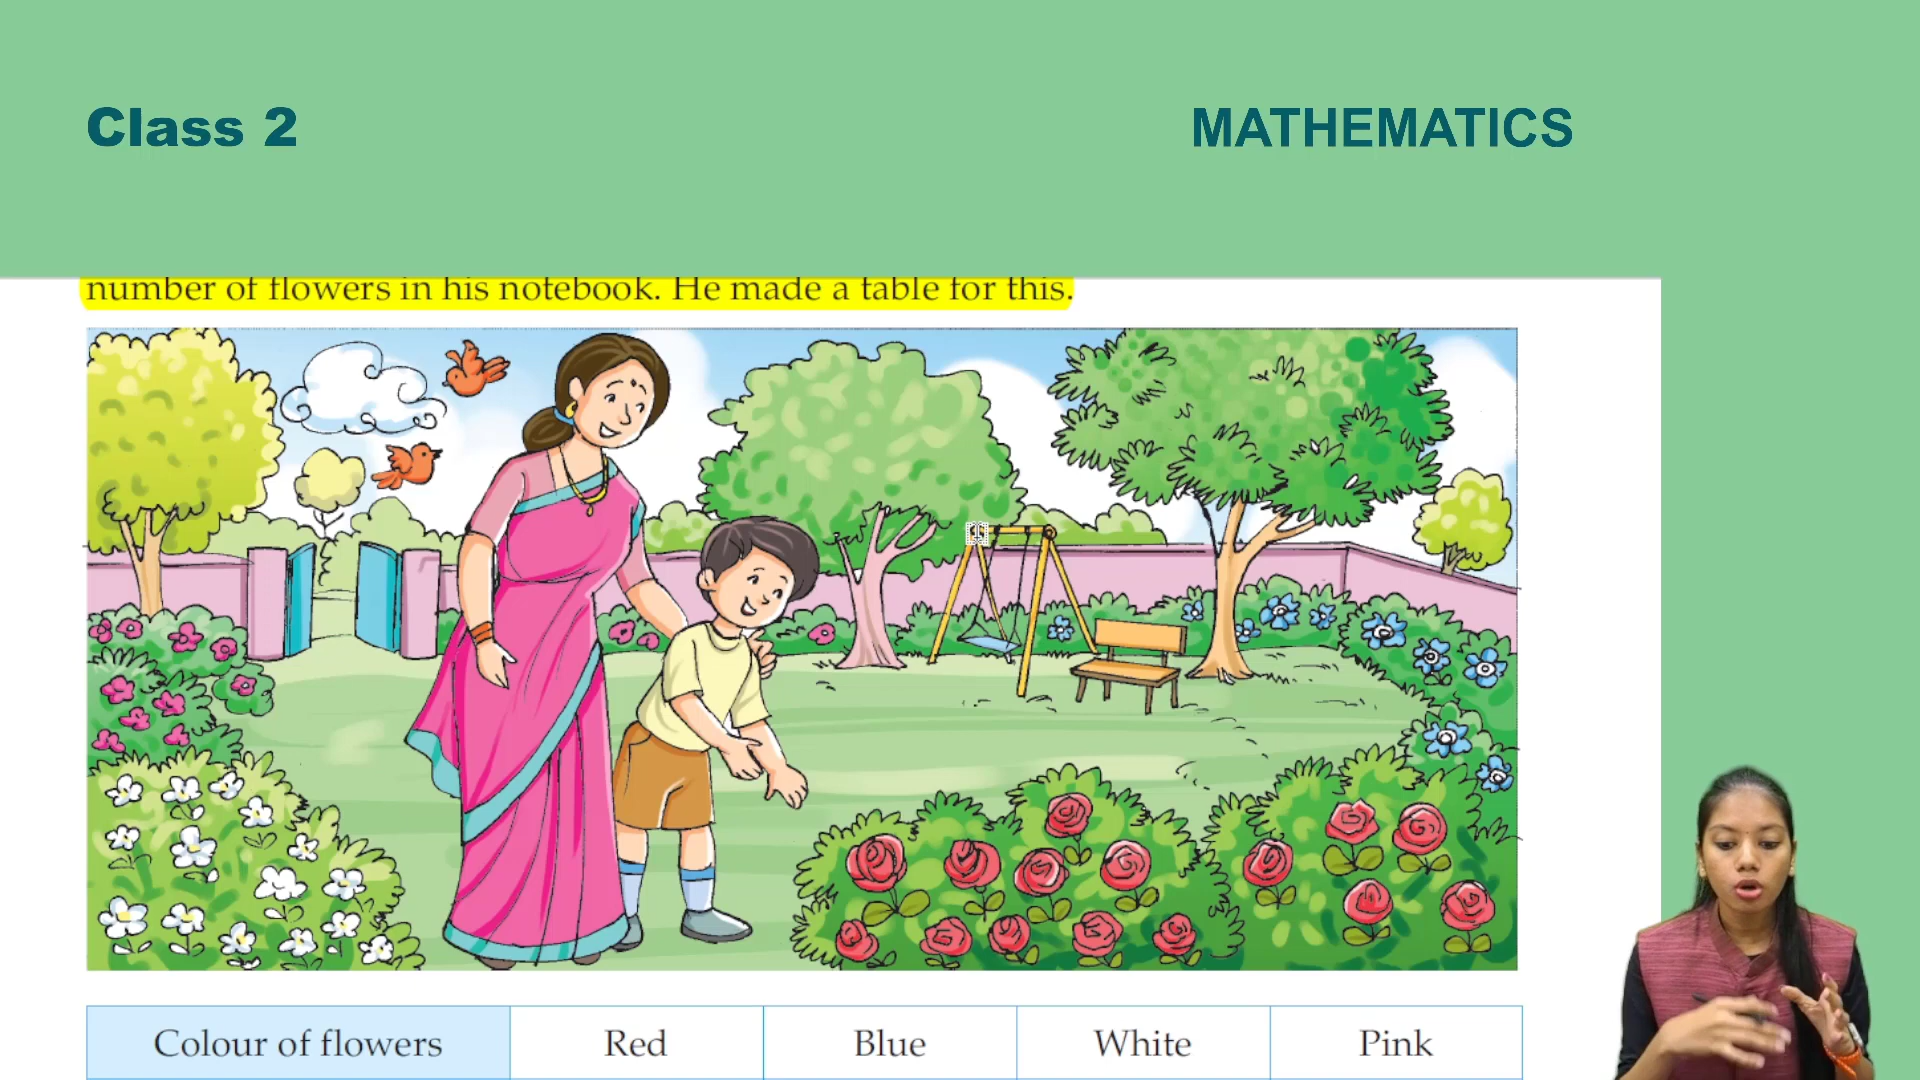 Class 2
MATHEMATICS
number of flowers in his notebook. He made a table for this.
Colour of flowers Red Blue White Pink